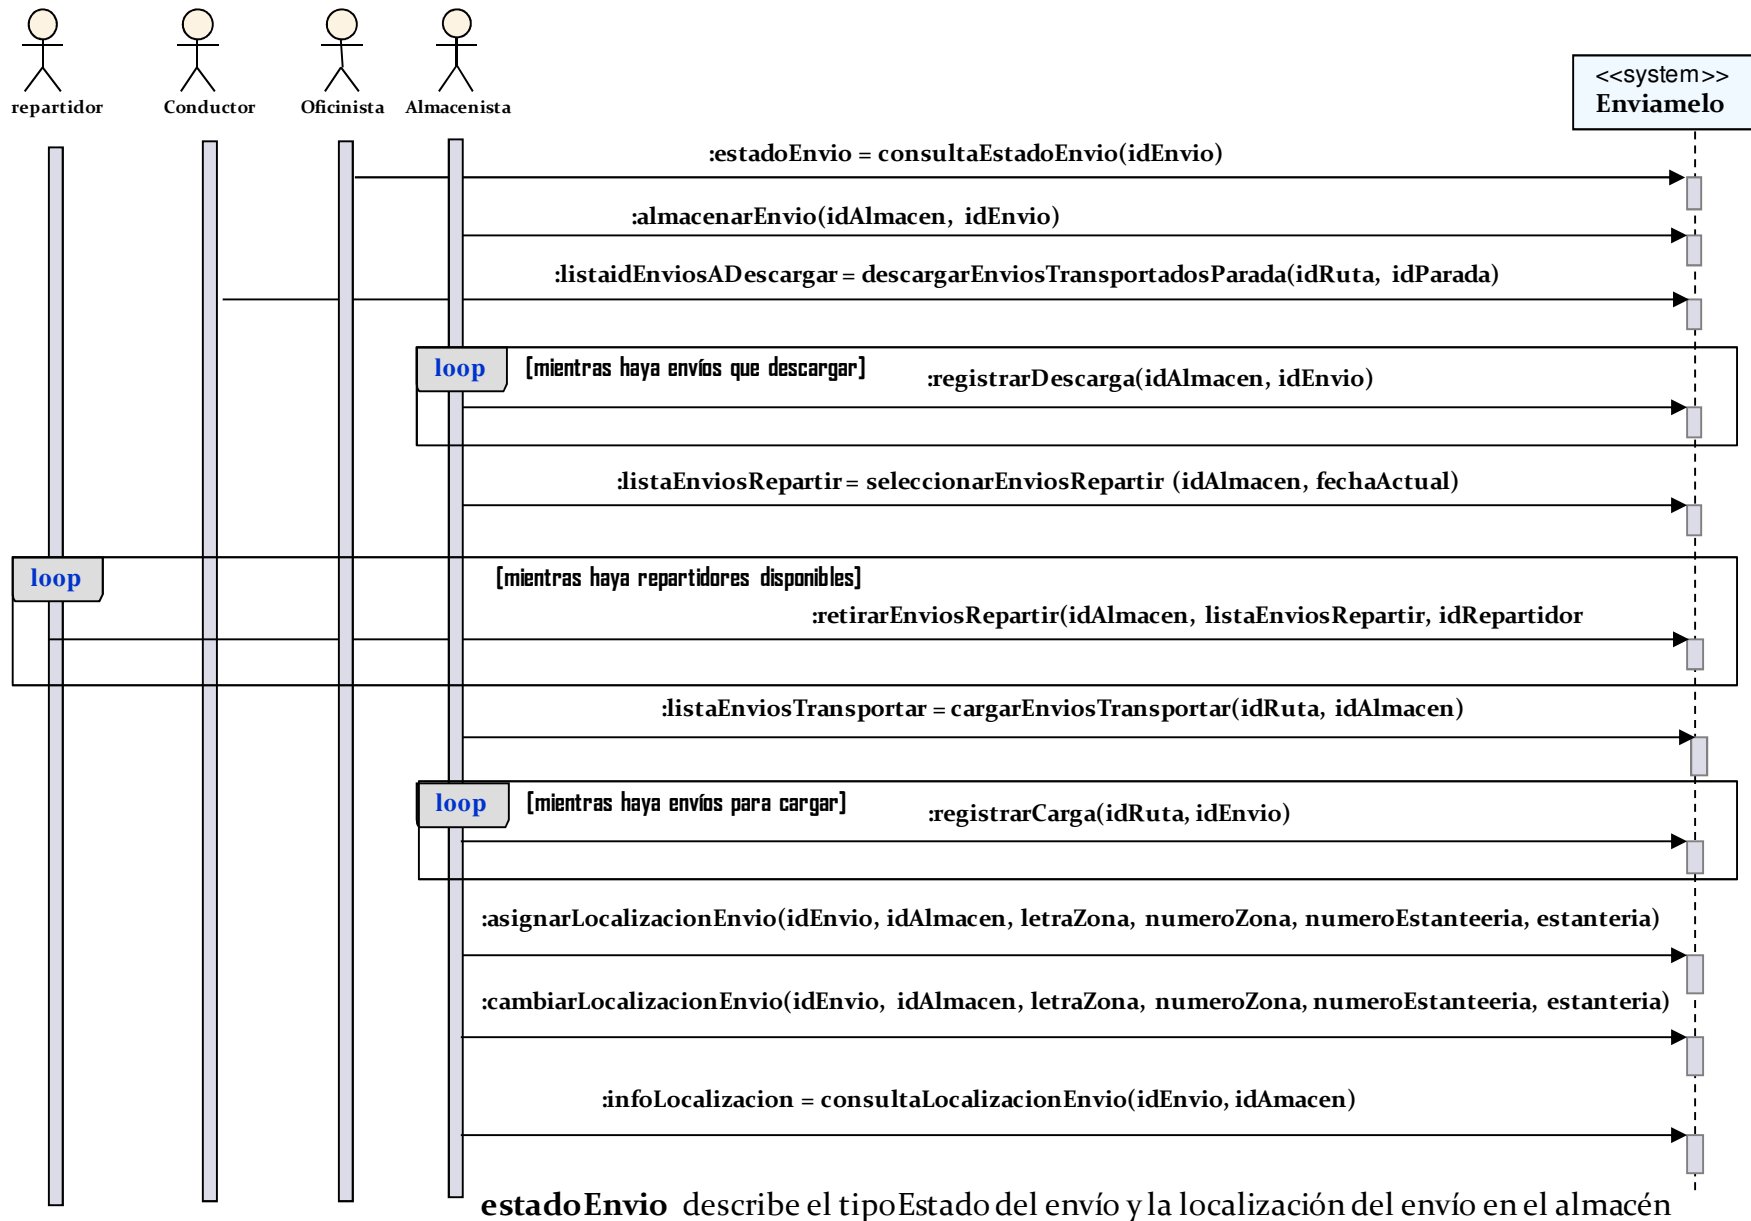 repartidor
Conductor
Oficinista
Almacenista
<<system>>
Enviamelo
:estadoEnvio = consultaEstadoEnvio(idEnvio)
:almacenarEnvio(idAlmacen, idEnvio)
:listaidEnviosADescargar = descargarEnviosTransportadosParada(idRuta, idParada)
loop
[mientras haya envíos que descargar]
:registrarDescarga(idAlmacen, idEnvio)
:listaEnviosRepartir = seleccionarEnviosRepartir (idAlmacen, fechaActual)
loop
[mientras haya repartidores disponibles]
:retirarEnviosRepartir(idAlmacen, listaEnviosRepartir, idRepartidor
:listaEnviosTransportar = cargarEnviosTransportar(idRuta, idAlmacen)
loop
[mientras haya envíos para cargar]
:registrarCarga(idRuta, idEnvio)
:asignarLocalizacionEnvio(idEnvio, idAlmacen, letraZona, numeroZona, numeroEstanteeria, estanteria)
:cambiarLocalizacionEnvio(idEnvio, idAlmacen, letraZona, numeroZona, numeroEstanteeria, estanteria)
:infoLocalizacion = consultaLocalizacionEnvio(idEnvio, idAmacen)
estadoEnvio describe el tipoEstado del envío y la localización del envío en el almacén